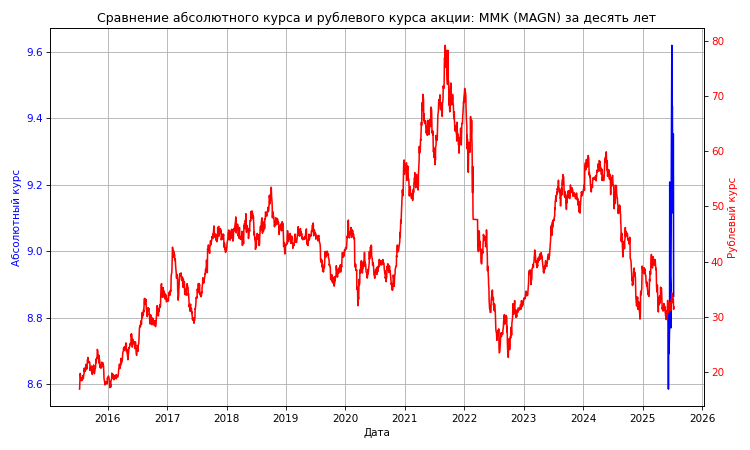 Сравнение абсолютного курса и рублевого курса акции: ММК (MAGN) за десять лет
9.6
9.4
9.2
9.0
8.8
8.6
Абсолютный курс
80
70
60
50
40
30
20
Рублевый курс
2016 2017 2018 2019 2020 2021 2022 2023 2024 2025 2026
Дата